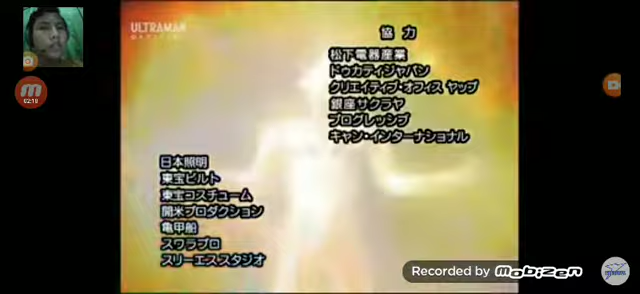 ULTRAMAN
協力
松下電器産業
ドゥカティジャパン
クリエイティブ・オフィス ヤップ
銀座サクラヤ
プログレッシブ
キャン・インターナショナル
日本照明
東宝ビルト
東宝コスチューム
開米プロダクション
亀甲船
スワラプロ
スリーエススタジオ
02:18
Recorded by Mobizen